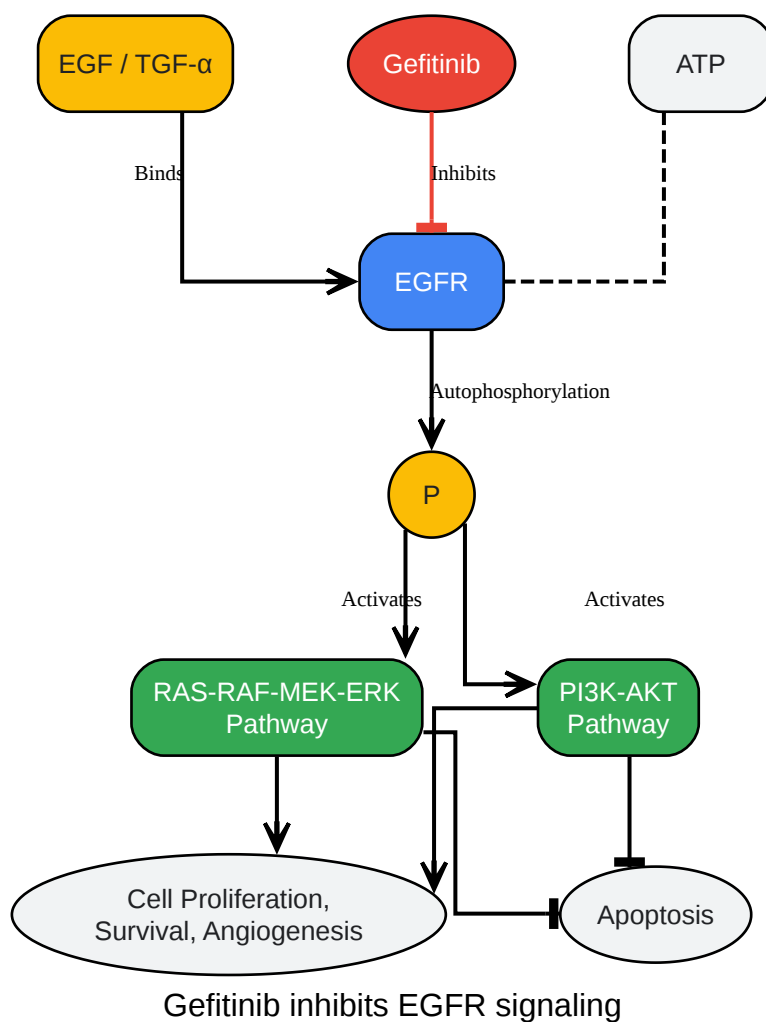 EGF / TGF-α
Gefitinib
ATP
Binds
Inhibits
EGFR
Autophosphorylation
P
Activates
Activates
RAS-RAF-MEK-ERK
Pathway
PI3K-AKT
Pathway
Cell Proliferation,
Survival, Angiogenesis
Apoptosis
Gefitinib inhibits EGFR signaling